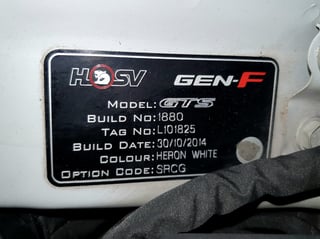 HSV GEN-F
MODEL: GTS
BUILD NO: 1880
TAG NO: L101825
BUILD DATE: 30/10/2014
COLOUR: HERON WHITE
OPTION CODE: SRCG